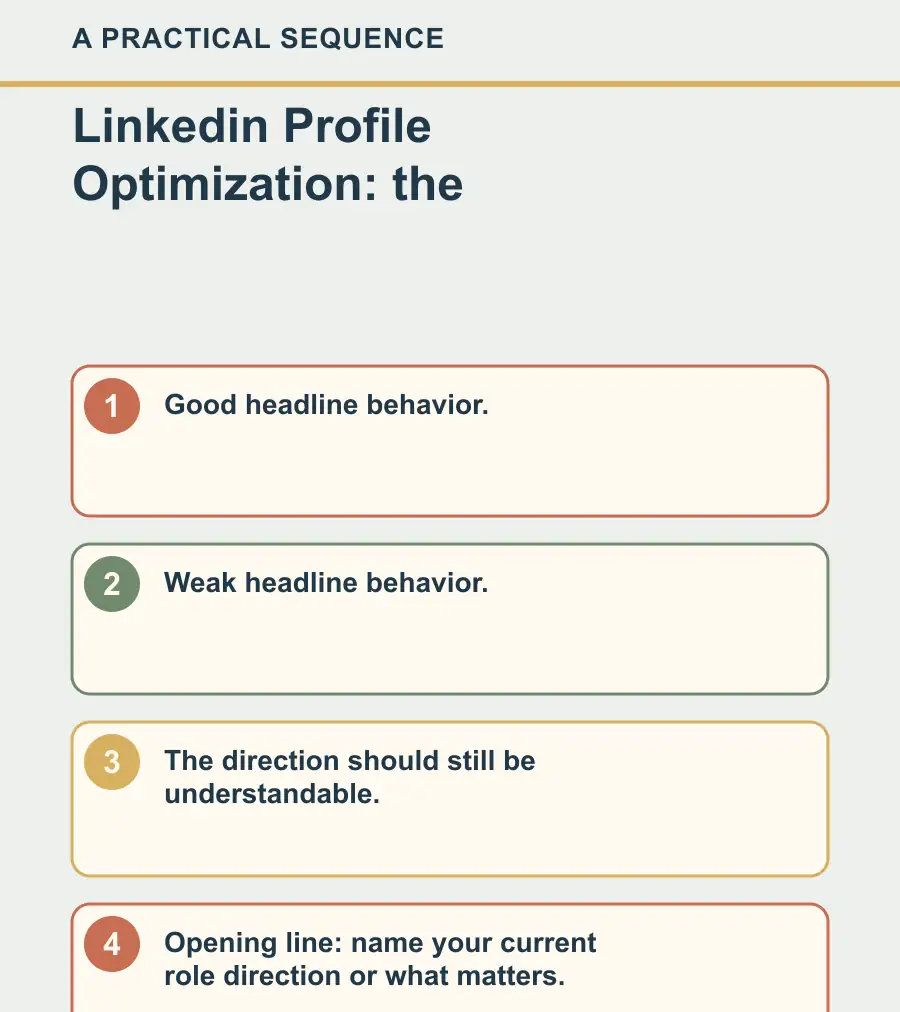 A PRACTICAL SEQUENCE
Linkedin Profile
Optimization: the
1
Good headline behavior.
2
Weak headline behavior.
3
The direction should still be
understandable.
4
Opening line: name your current
role direction or what matters.